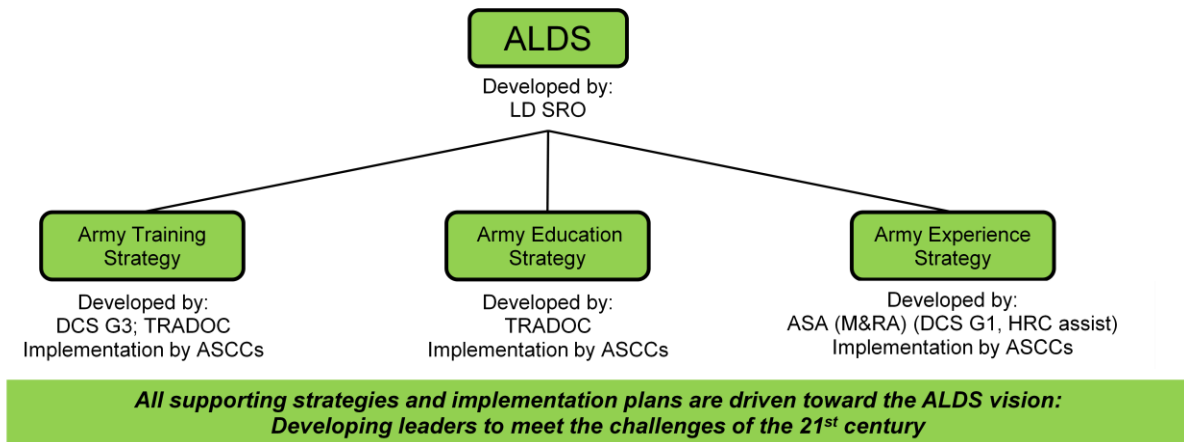 ALDS
Developed by:
LD SRO
Army Training
Strategy
Developed by:
DCS G3; TRADOC
Implementation by ASCCs
Army Education
Strategy
Developed by:
TRADOC
Implementation by ASCCs
Army Experience
Strategy
Developed by:
ASA (M&RA) (DCS G1, HRC assist)
Implementation by ASCCs
All supporting strategies and implementation plans are driven toward the ALDS vision:
Developing leaders to meet the challenges of the 21st century